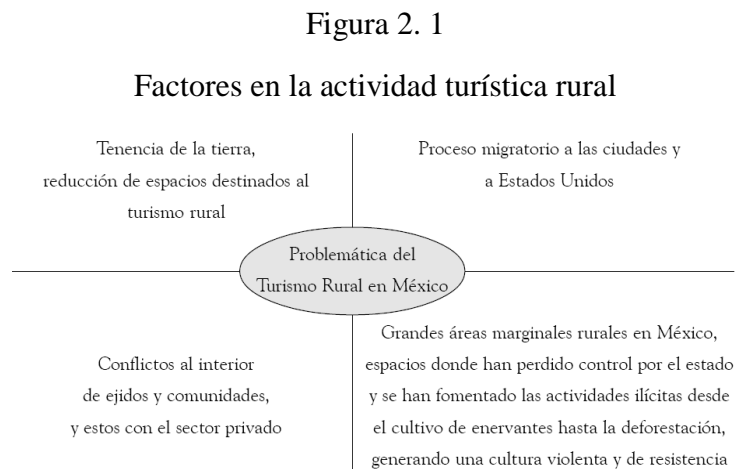 Figura 2. 1
Factores en la actividad turística rural
Tenencia de la tierra,
reducción de espacios destinados al
turismo rural
Proceso migratorio a las ciudades y
a Estados Unidos
Problemática del
Turismo Rural en México
Conflictos al interior
de ejidos y comunidades,
y estos con el sector privado
Grandes áreas marginales rurales en México,
espacios donde han perdido control por el estado
y se han fomentado las actividades ilícitas desde
el cultivo de enervantes hasta la deforestación,
generando una cultura violenta y de resistencia